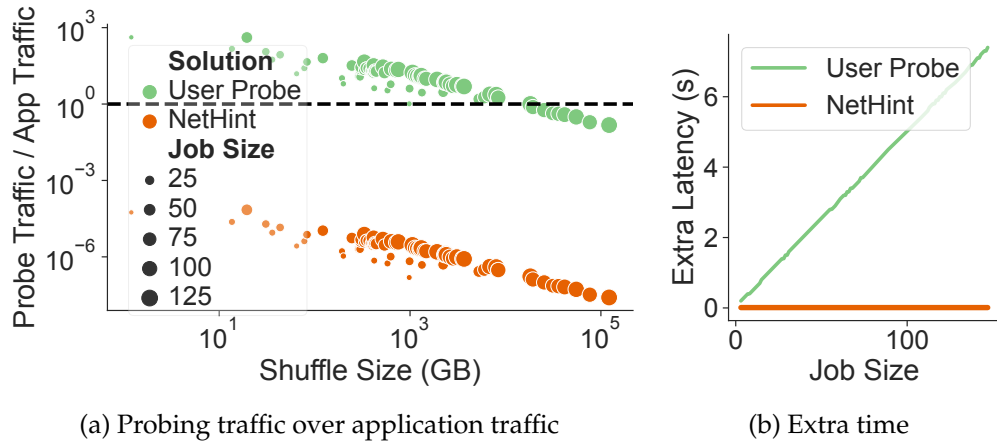 Probe Traffic / App Traffic
10^3
10^0
10^−3
10^−6
Solution
User Probe
NetHint
Job Size
25
50
75
100
125
10^1
10^3
10^5
Shuffle Size (GB)
(a) Probing traffic over application traffic
Extra Latency (s)
6
4
2
0
User Probe
NetHint
0
100
Job Size
(b) Extra time